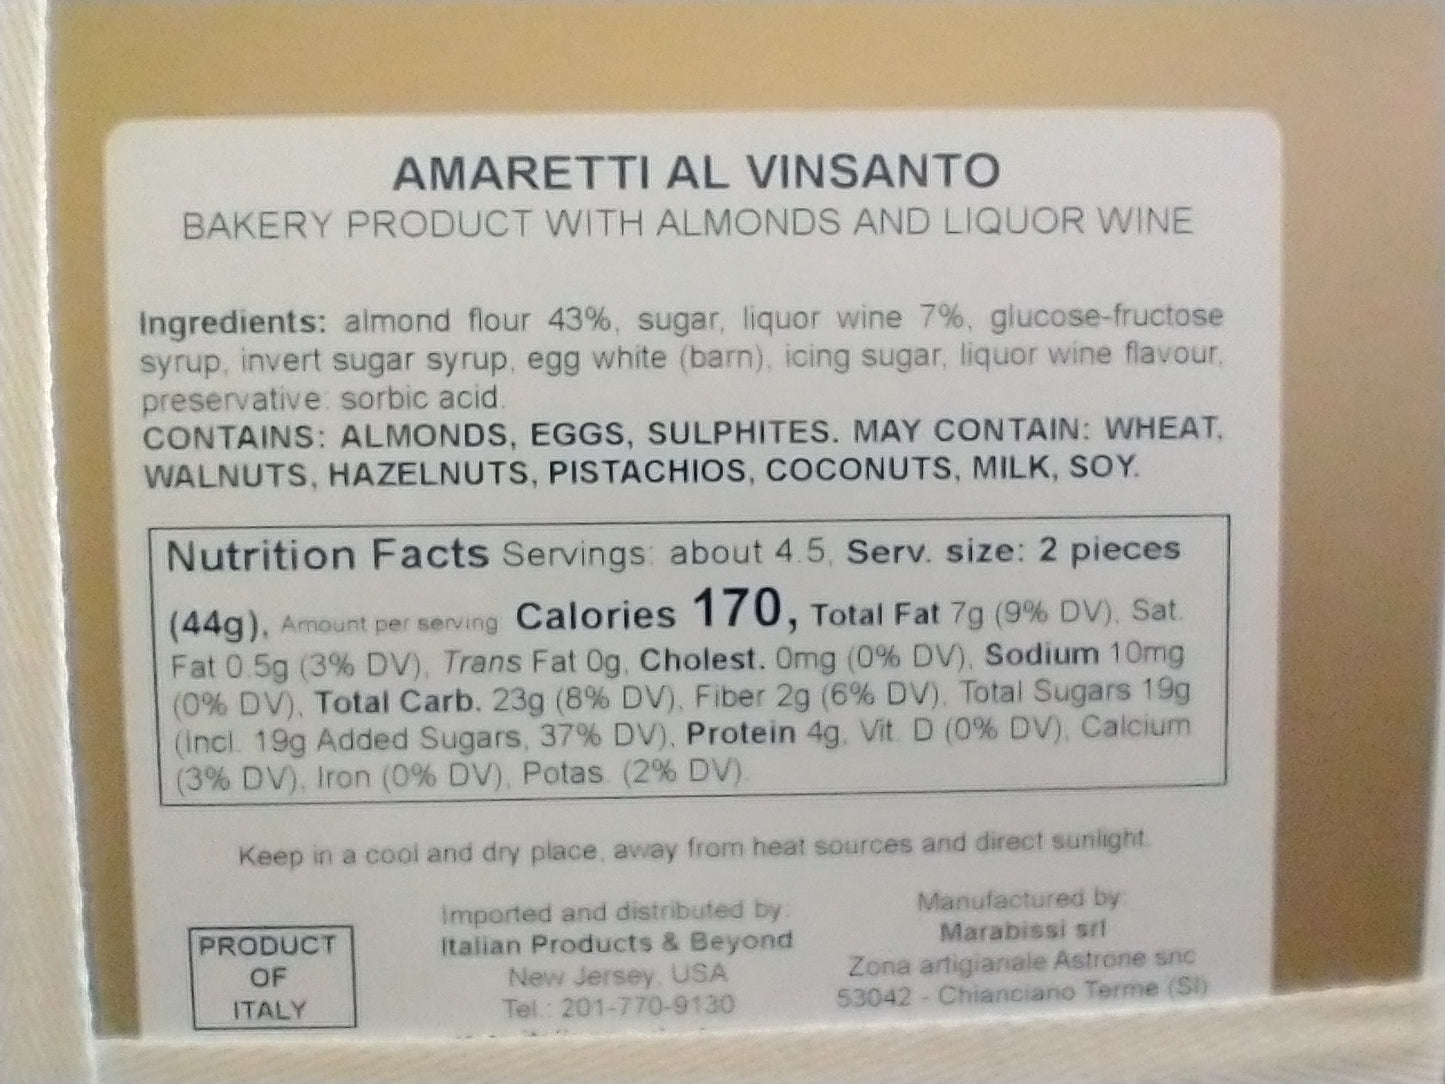 AMARETTI AL VINSANTO
BAKERY PRODUCT WITH ALMONDS AND LIQUOR WINE
Ingredients: almond flour 43%, sugar, liquor wine 7%, glucose-fructose
syrup, invert sugar syrup, egg white (barn), icing sugar, liquor wine flavour,
preservative: sorbic acid.
CONTAINS: ALMONDS, EGGS, SULPHITES. MAY CONTAIN: WHEAT,
WALNUTS, HAZELNUTS, PISTACHIOS, COCONUTS, MILK, SOY.
Nutrition Facts Servings: about 4.5, Serv. size: 2 pieces
(44g), Amount per serving Calories 170, Total Fat 7g (9% DV), Sat.
Fat 0.5g (3% DV), Trans Fat 0g, Cholest. 0mg (0% DV), Sodium 10mg
(0% DV), Total Carb. 23g (8% DV), Fiber 2g (6% DV), Total Sugars 19g
(Incl. 19g Added Sugars, 37% DV), Protein 4g, Vit. D (0% DV), Calcium
(3% DV), Iron (0% DV), Potas. (2% DV).
Keep in a cool and dry place, away from heat sources and direct sunlight.
PRODUCT
OF
ITALY
Imported and distributed by:
Italian Products & Beyond
New Jersey, USA
Tel.: 201-770-9130
Manufactured by:
Marabissi srl
Zona artigianale Astrone snc
53042 - Chianciano Terme (SI)